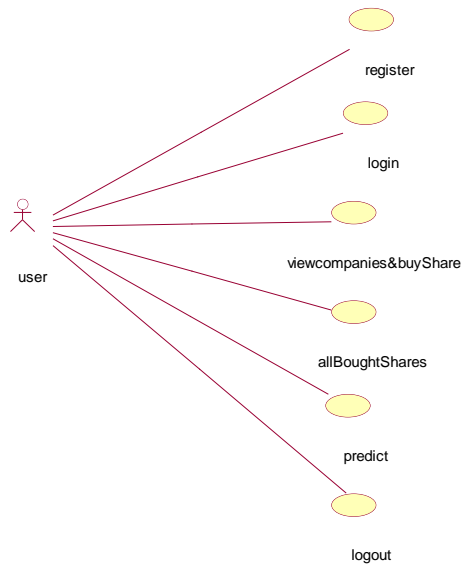 register
login
user
viewcompanies&buyShare
allBoughtShares
predict
logout